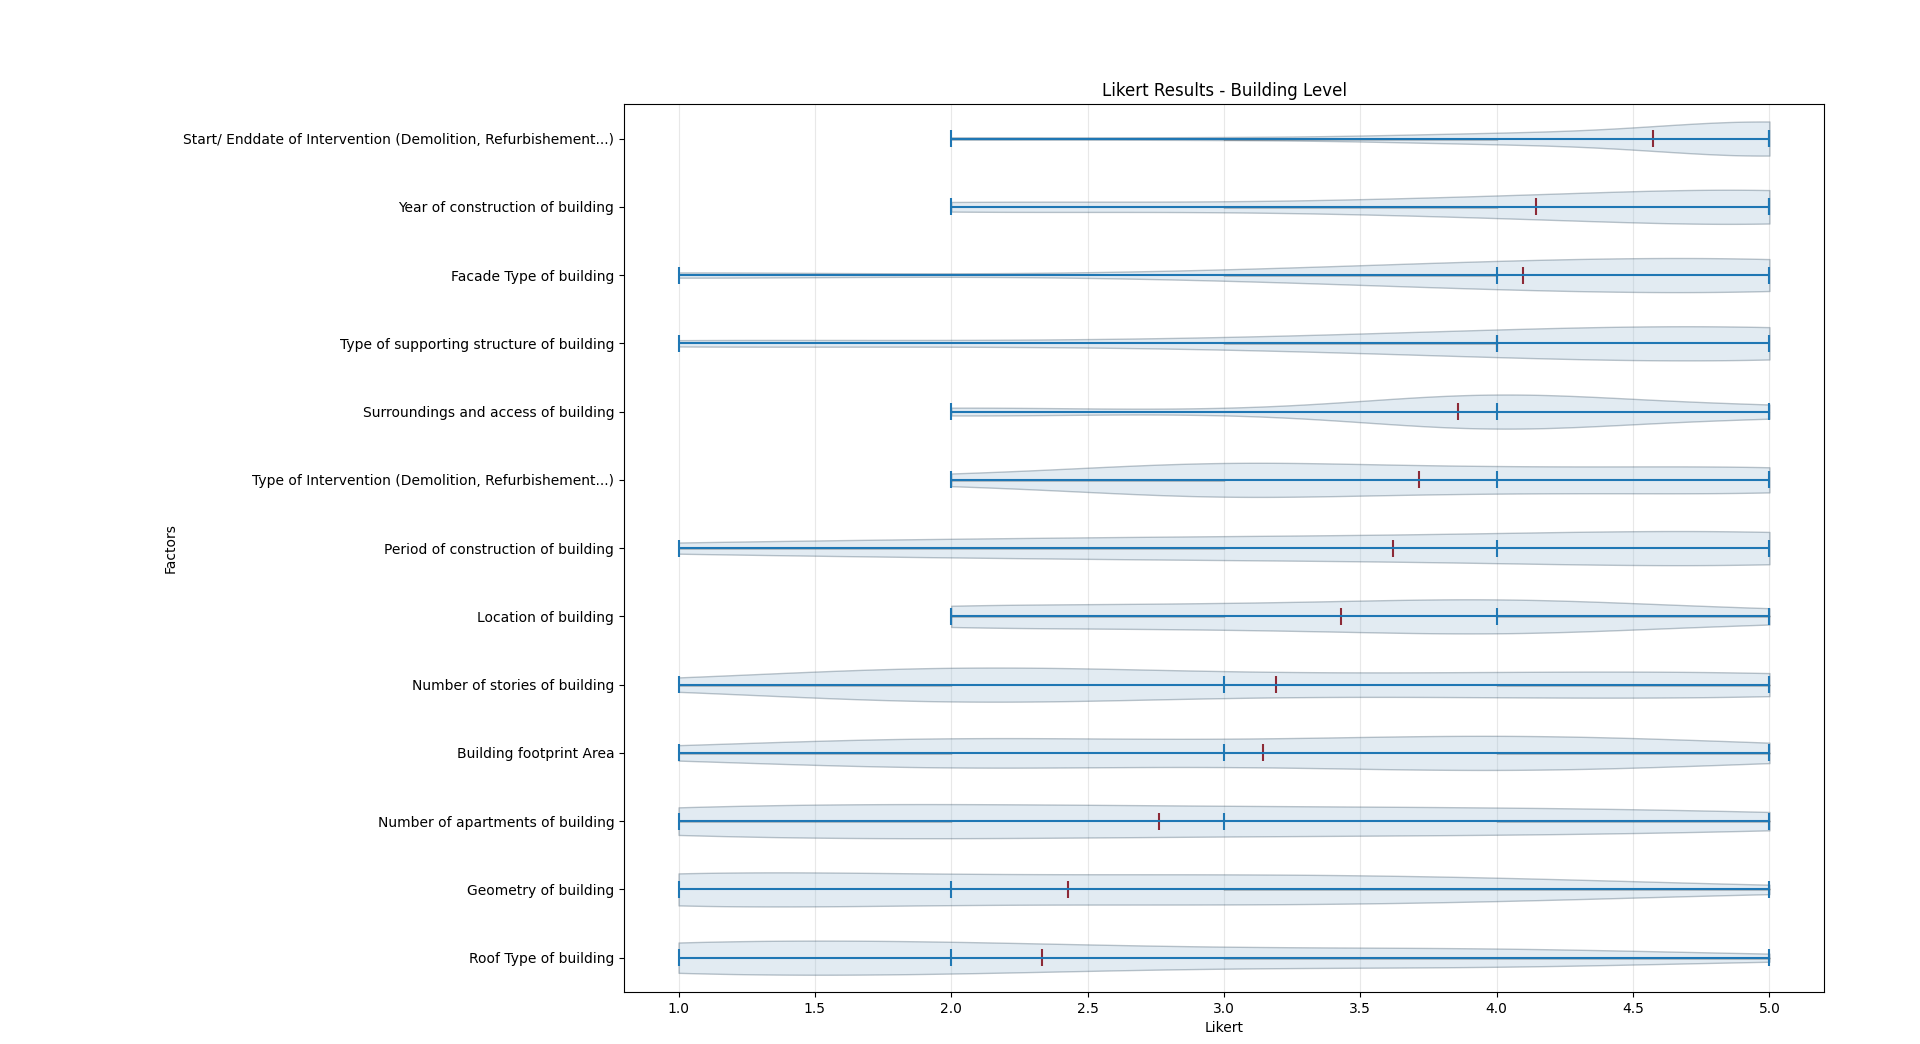 Likert Results - Building Level
Start/ Enddate of Intervention (Demolition, Refurbishement...)
Year of construction of building
Facade Type of building
Type of supporting structure of building
Surroundings and access of building
Type of Intervention (Demolition, Refurbishement...)
Period of construction of building
Location of building
Number of stories of building
Building footprint Area
Number of apartments of building
Geometry of building
Roof Type of building
Factors
1.0 1.5 2.0 2.5 3.0 3.5 4.0 4.5 5.0
Likert